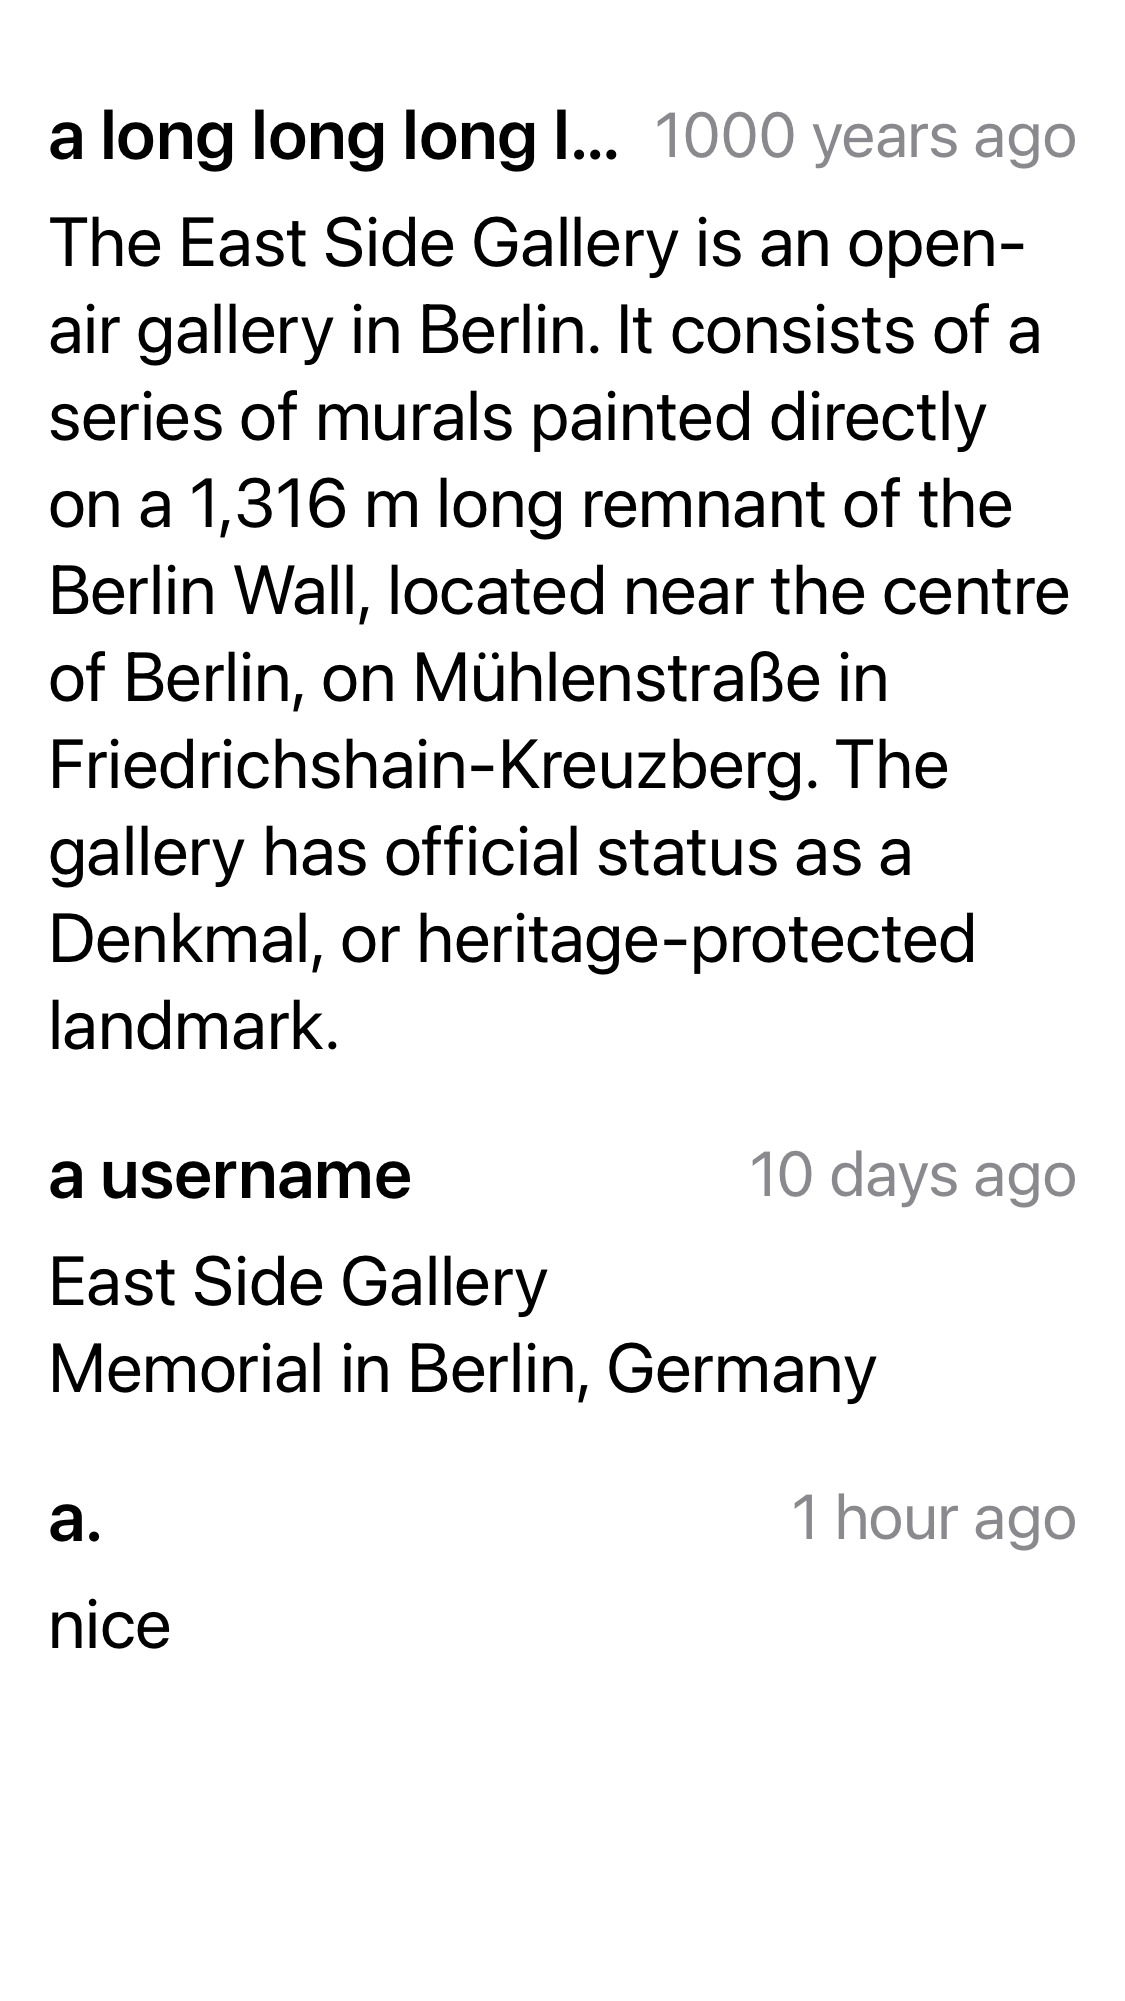 a long long long l... 1000 years ago
The East Side Gallery is an open-
air gallery in Berlin. It consists of a
series of murals painted directly
on a 1,316 m long remnant of the
Berlin Wall, located near the centre
of Berlin, on Mühlenstraße in
Friedrichshain-Kreuzberg. The
gallery has official status as a
Denkmal, or heritage-protected
landmark.
a username 10 days ago
East Side Gallery
Memorial in Berlin, Germany
a. 1 hour ago
nice